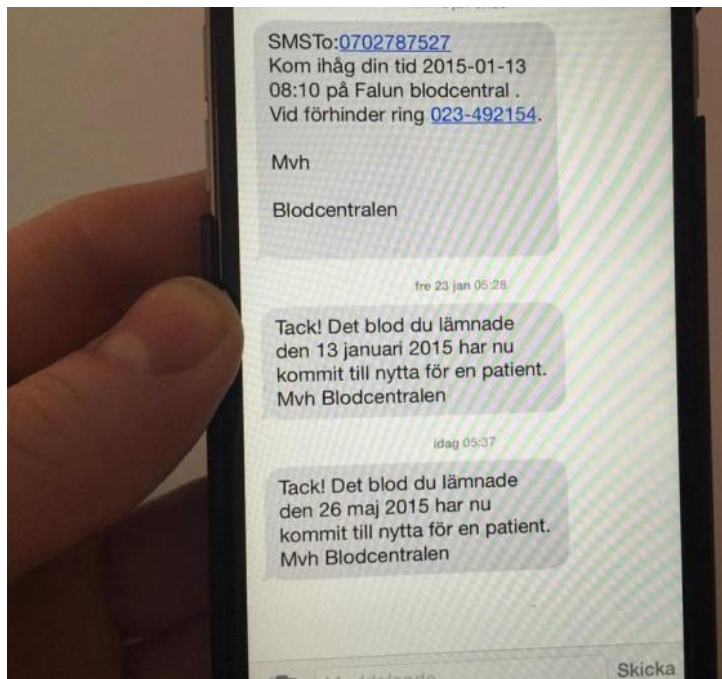 SMSTo:0702787527
Kom ihåg din tid 2015-01-13
08:10 på Falun blodcentral .
Vid förhinder ring 023-492154.
Mvh
Blodcentralen
fre 23 jan 05:28
Tack! Det blod du lämnade
den 13 januari 2015 har nu
kommit till nytta för en patient.
Mvh Blodcentralen
idag 05:37
Tack! Det blod du lämnade
den 26 maj 2015 har nu
kommit till nytta för en patient.
Mvh Blodcentralen
Skicka